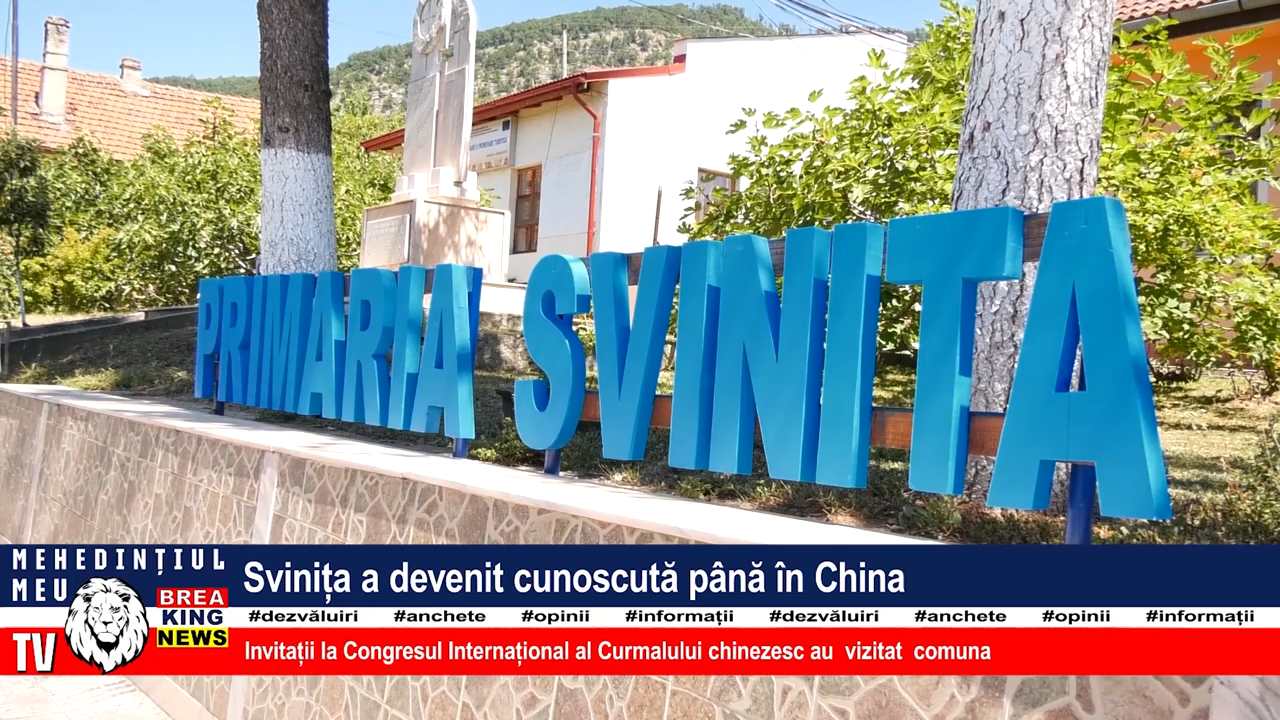 PRIMARIA SVINITA
MEHEDINȚIUL
MEU
TV
BREA
KING
NEWS
Svinița a devenit cunoscută până în China
#dezvăluiri #anchete #opinii #informații #dezvăluiri #anchete #opinii #informații
Invitații la Congresul Internațional al Curmalului chinezesc au vizitat comuna